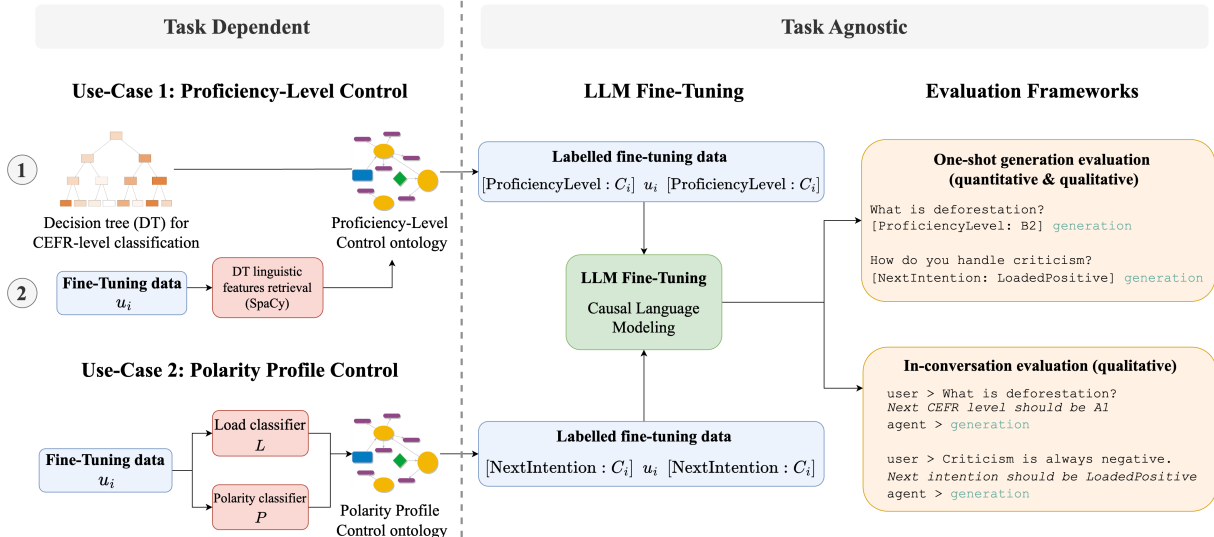 Task Dependent
Task Agnostic
Use-Case 1: Proficiency-Level Control
LLM Fine-Tuning
Evaluation Frameworks
1
Decision tree (DT) for
CEFR-level classification
Proficiency-Level
Control ontology
2
Fine-Tuning data
u_i
DT linguistic
features retrieval
(SpaCy)
Use-Case 2: Polarity Profile Control
Fine-Tuning data
u_i
Load classifier
L
Polarity classifier
P
Polarity Profile
Control ontology
Labelled fine-tuning data
[ProficiencyLevel : C_i] u_i [ProficiencyLevel : C_i]
LLM Fine-Tuning
Causal Language
Modeling
Labelled fine-tuning data
[NextIntention : C_i] u_i [NextIntention : C_i]
One-shot generation evaluation
(quantitative & qualitative)
What is deforestation?
[ProficiencyLevel: B2] generation
How do you handle criticism?
[NextIntention: LoadedPositive] generation
In-conversation evaluation (qualitative)
user > What is deforestation?
Next CEFR level should be A1
agent > generation
user > Criticism is always negative.
Next intention should be LoadedPositive
agent > generation